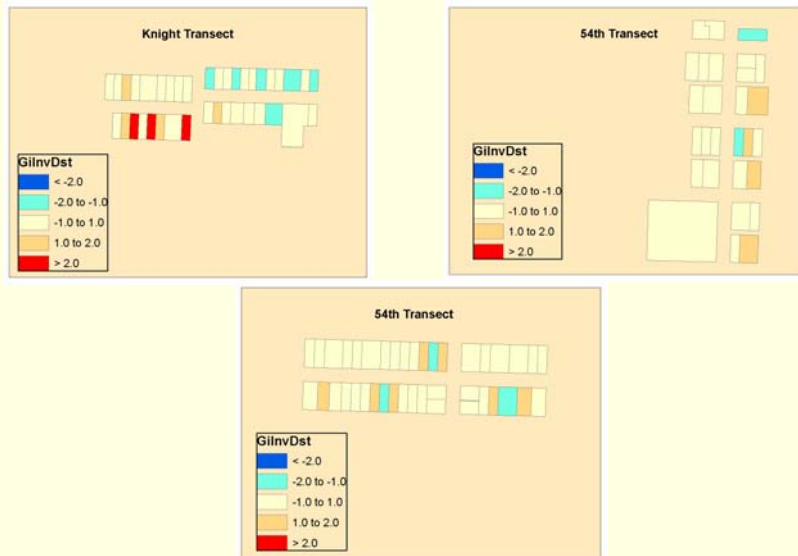 Knight Transect
GiInvDst
< -2.0
-2.0 to -1.0
-1.0 to 1.0
1.0 to 2.0
> 2.0
54th Transect
GiInvDst
< -2.0
-2.0 to -1.0
-1.0 to 1.0
1.0 to 2.0
> 2.0
54th Transect
GiInvDst
< -2.0
-2.0 to -1.0
-1.0 to 1.0
1.0 to 2.0
> 2.0